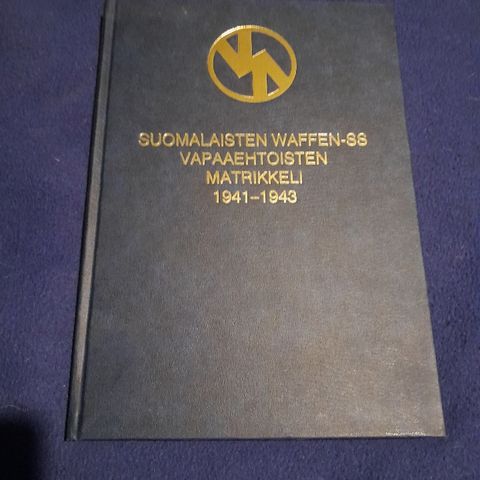 SUOMALAISTEN WAFFEN-SS
VAPAAEHTOISTEN
MATRIKKELI
1941–1943